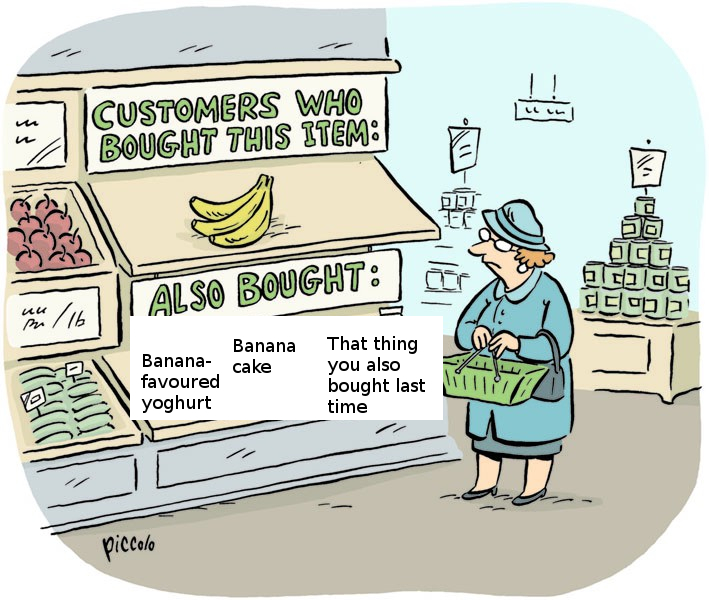 CUSTOMERS WHO
BOUGHT THIS ITEM:
ALSO BOUGHT:
Banana-
favoured
yoghurt
Banana
cake
That thing
you also
bought last
time
/lb
piccolo